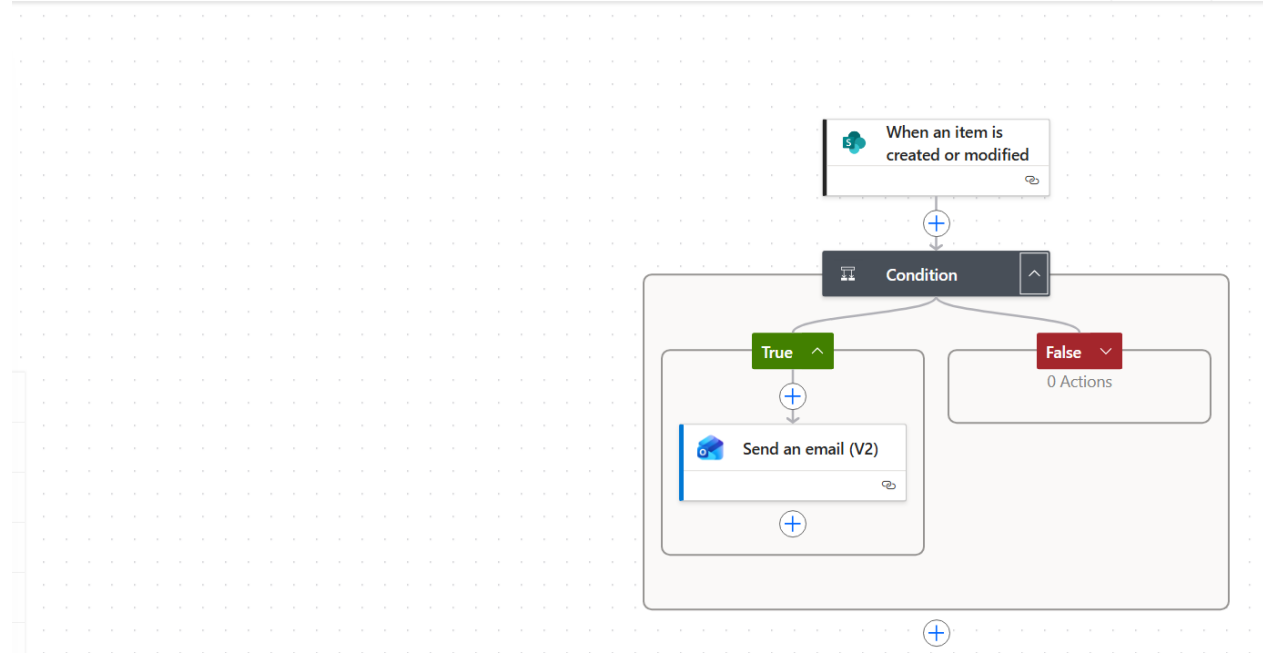 When an item is
created or modified
Condition
True
False
0 Actions
Send an email (V2)